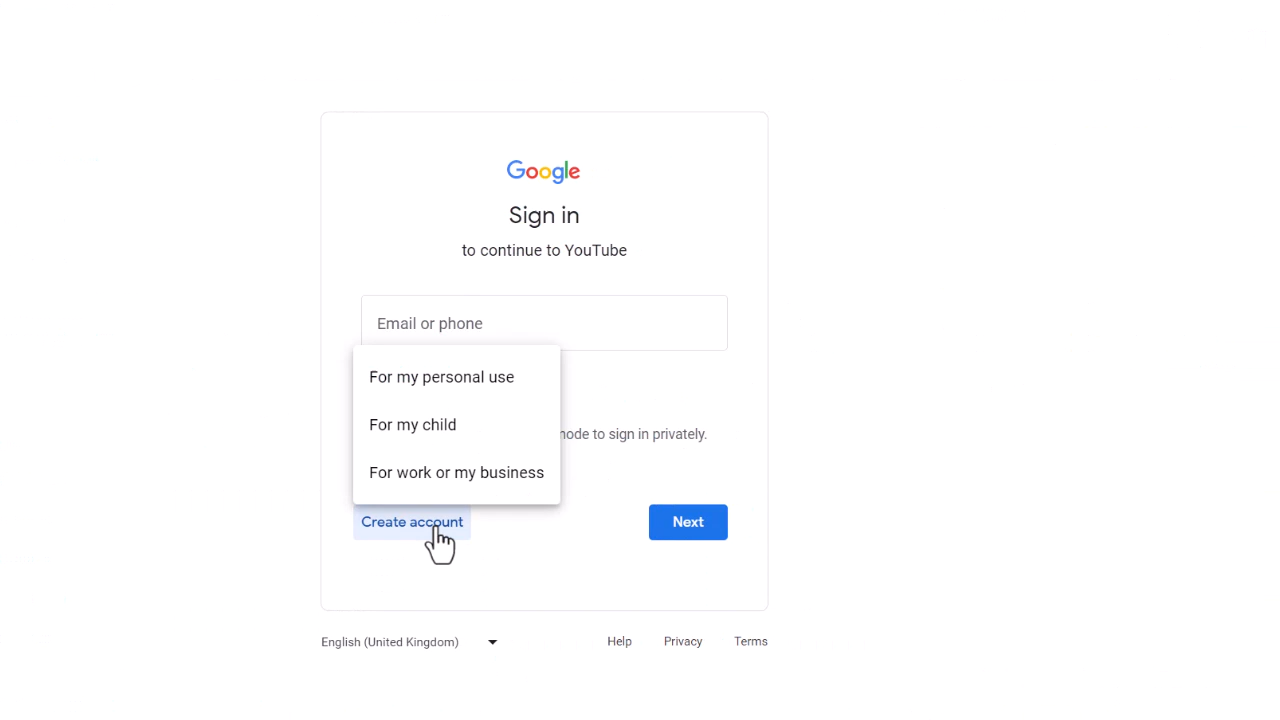 Google
Sign in
to continue to YouTube
Email or phone
For my personal use
For my child
mode to sign in privately.
For work or my business
Create account
Next
English (United Kingdom)
Help
Privacy
Terms